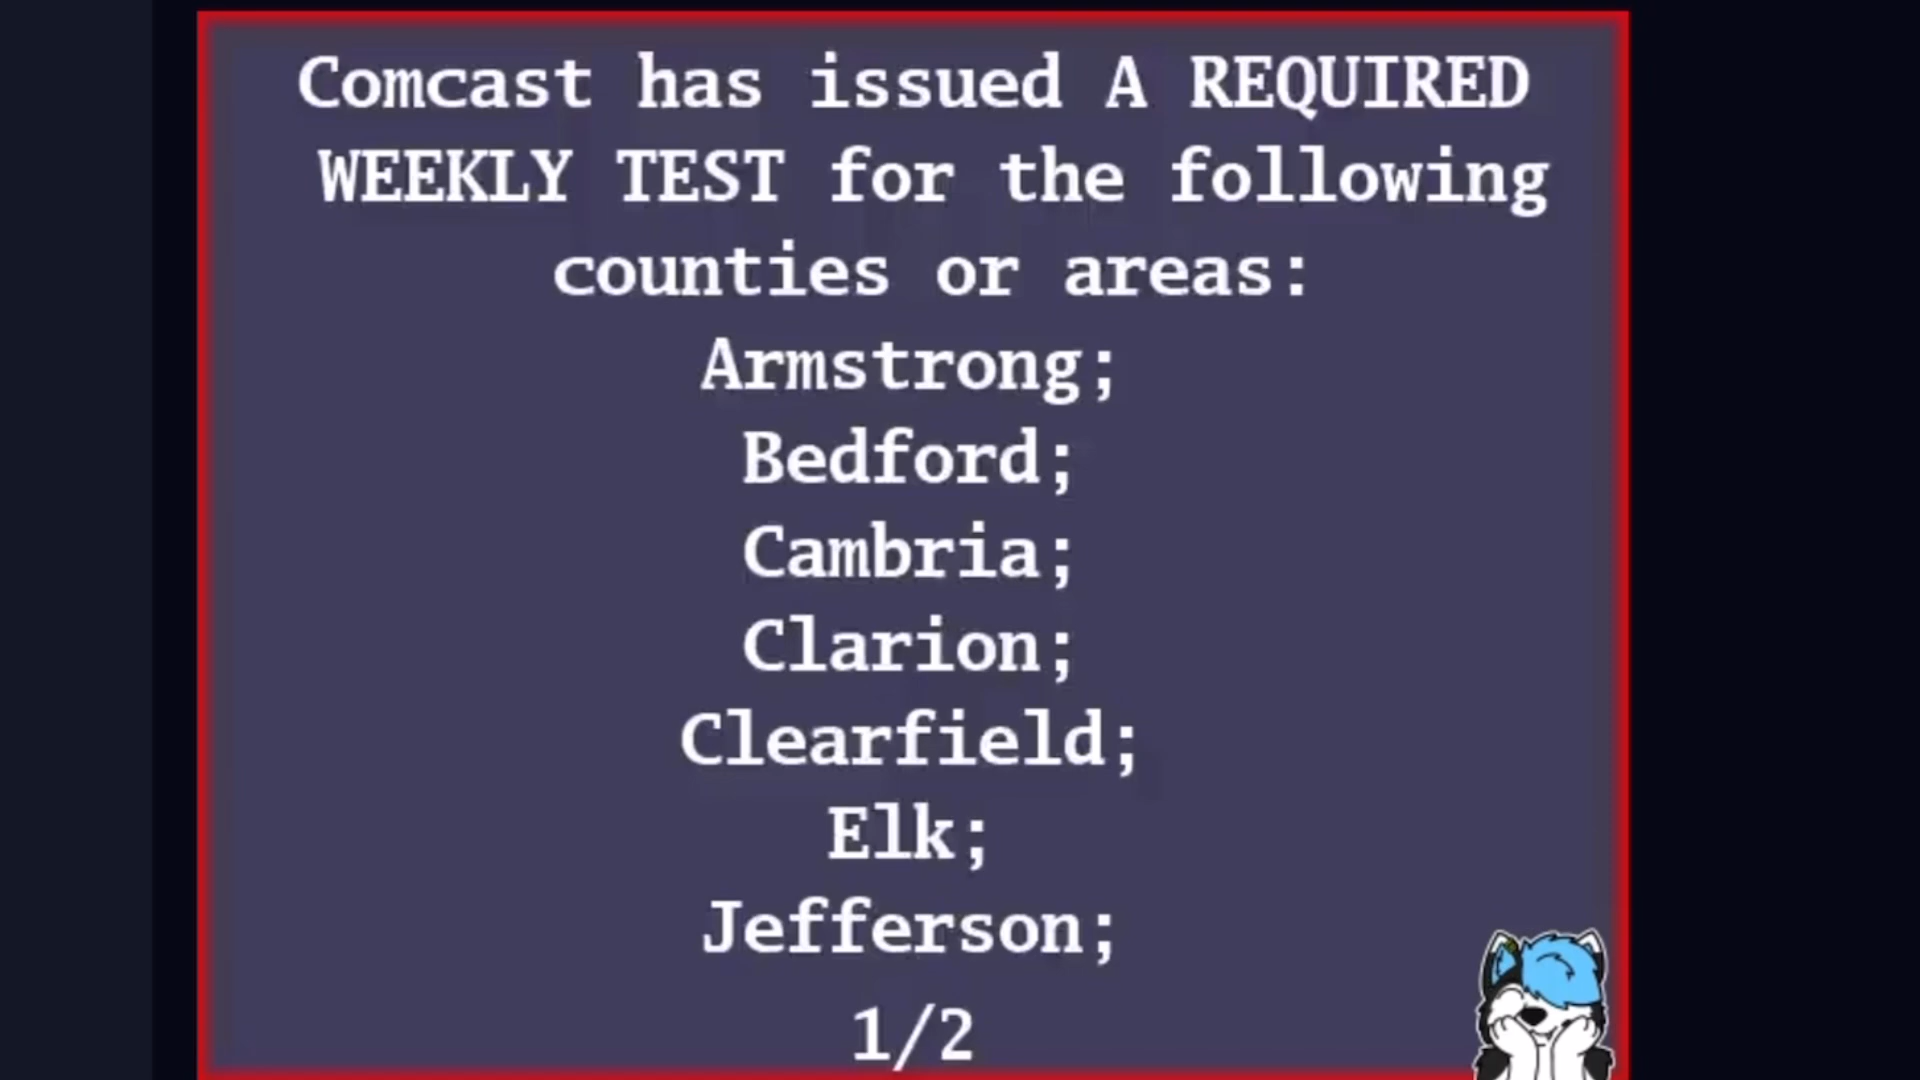 Comcast has issued A REQUIRED
WEEKLY TEST for the following
counties or areas:
Armstrong;
Bedford;
Cambria;
Clarion;
Clearfield;
Elk;
Jefferson;
1/2